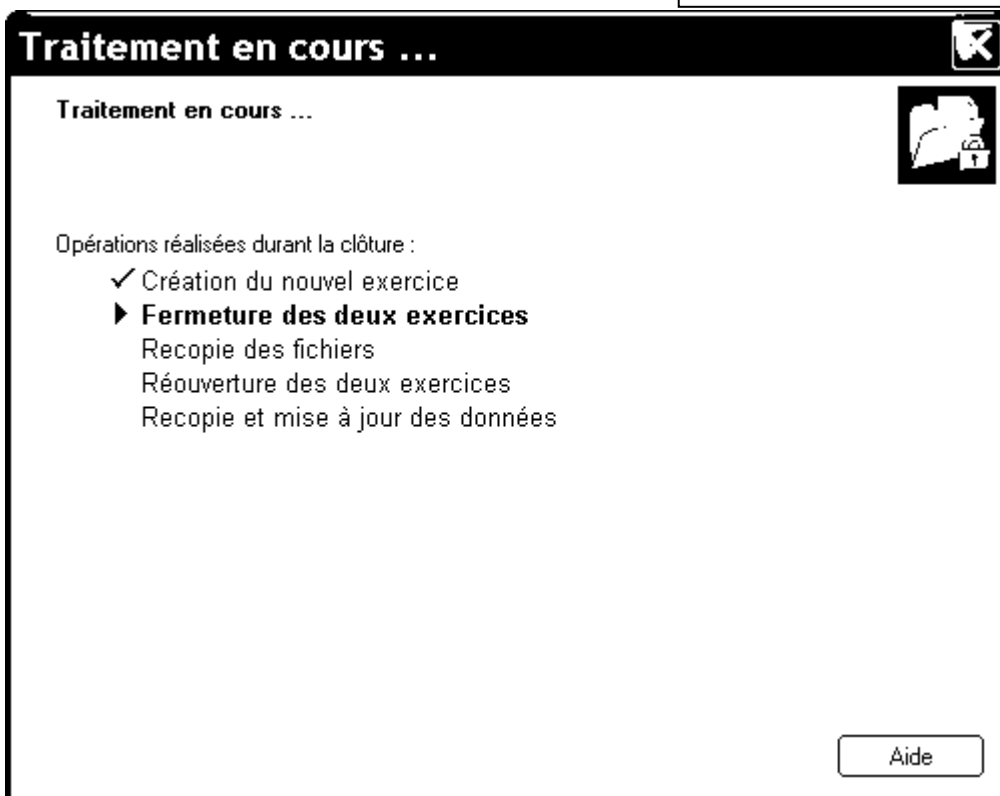 Traitement en cours ...
Traitement en cours ...
Opérations réalisées durant la clôture :
Création du nouvel exercice
Fermeture des deux exercices
Recopie des fichiers
Réouverture des deux exercices
Recopie et mise à jour des données
Aide